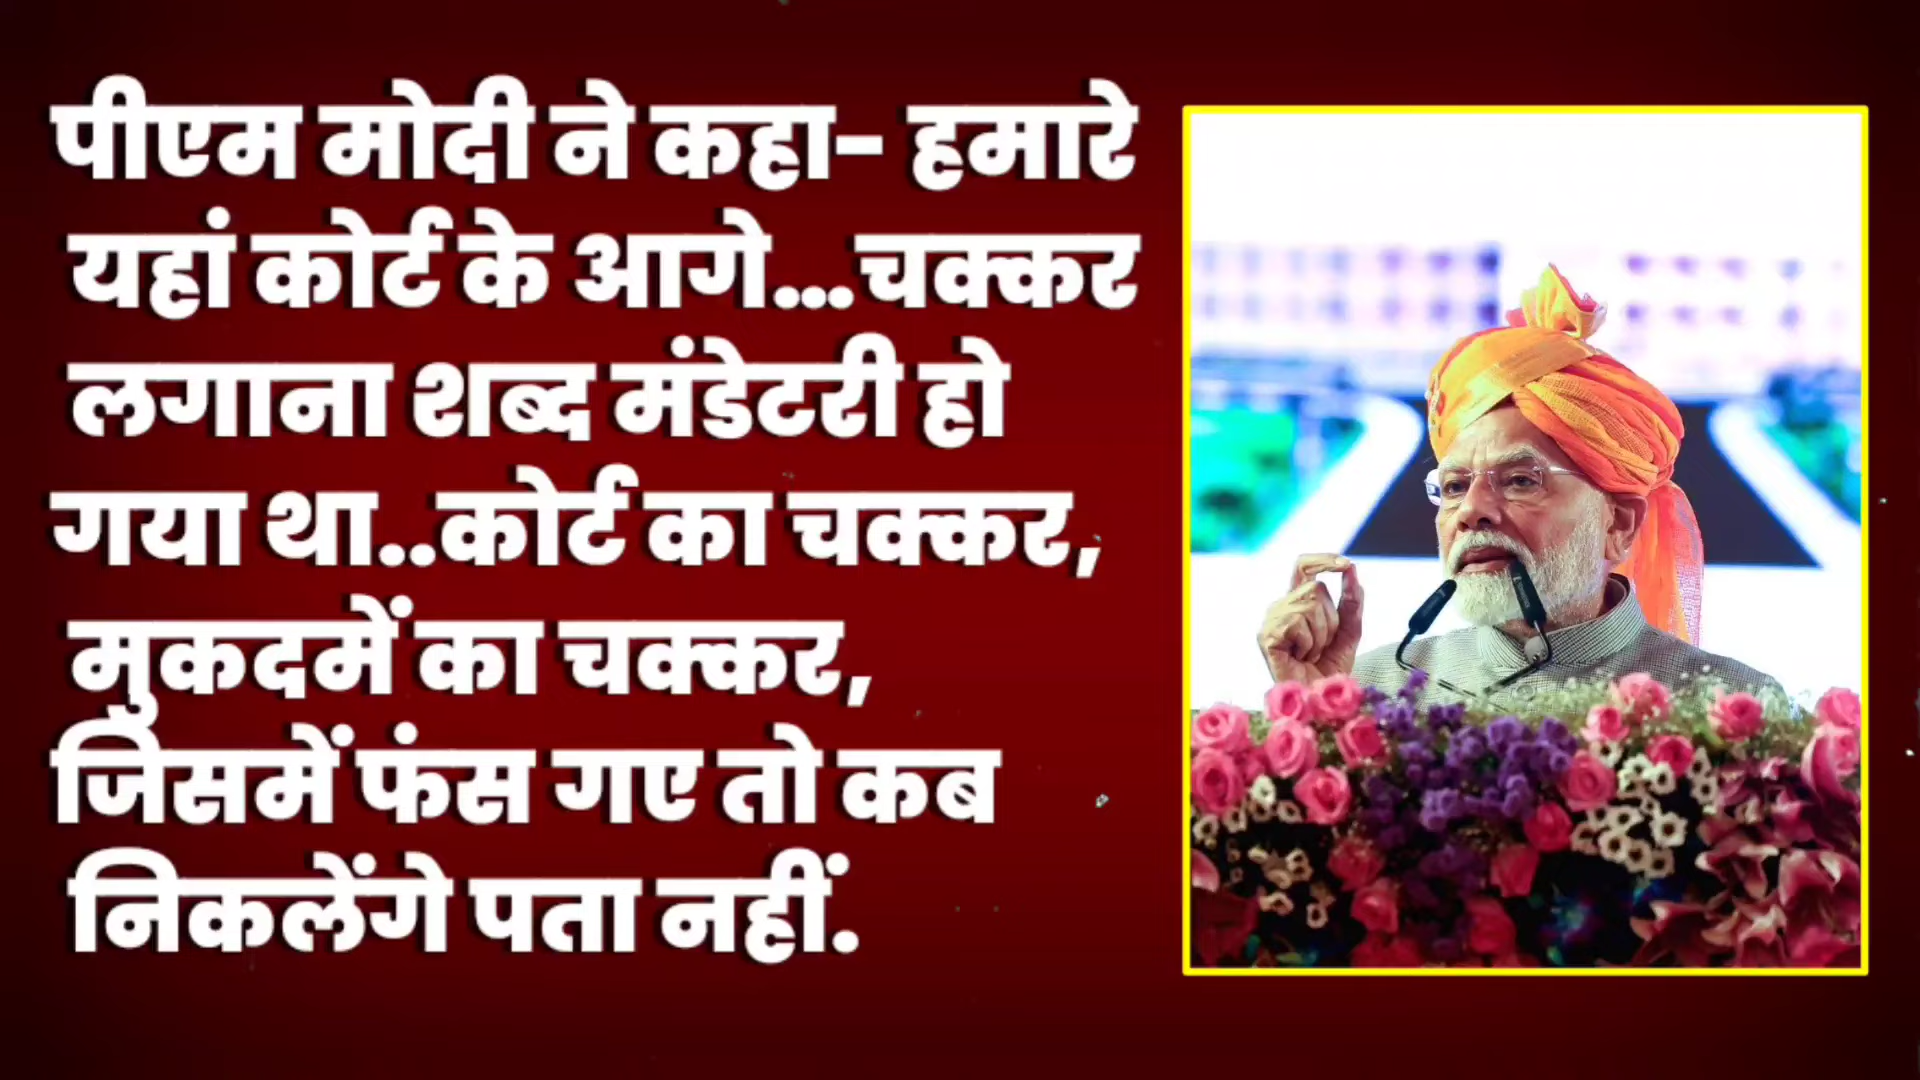 पीएम मोदी ने कहा- हमारे
यहां कोर्ट के आगे...चक्कर
लगाना शब्द मंडेटरी हो
गया था..कोर्ट का चक्कर,
मुकदमें का चक्कर,
जिसमें फंस गए तो कब
निकलेंगे पता नहीं.